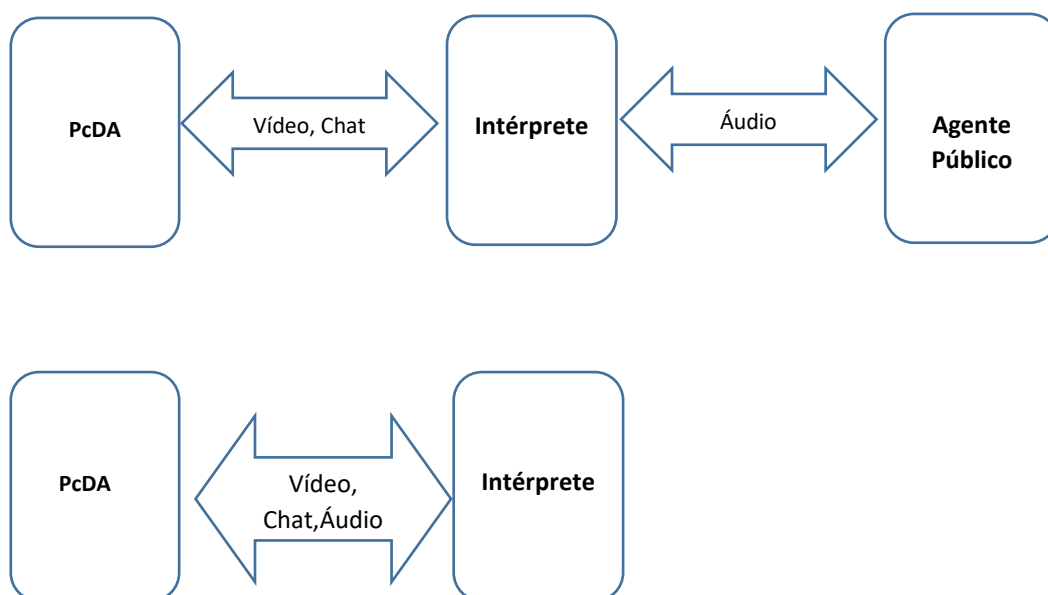 PcDA
Vídeo, Chat
Intérprete
Áudio
Agente
Público
PcDA
Vídeo,
Chat,Áudio
Intérprete